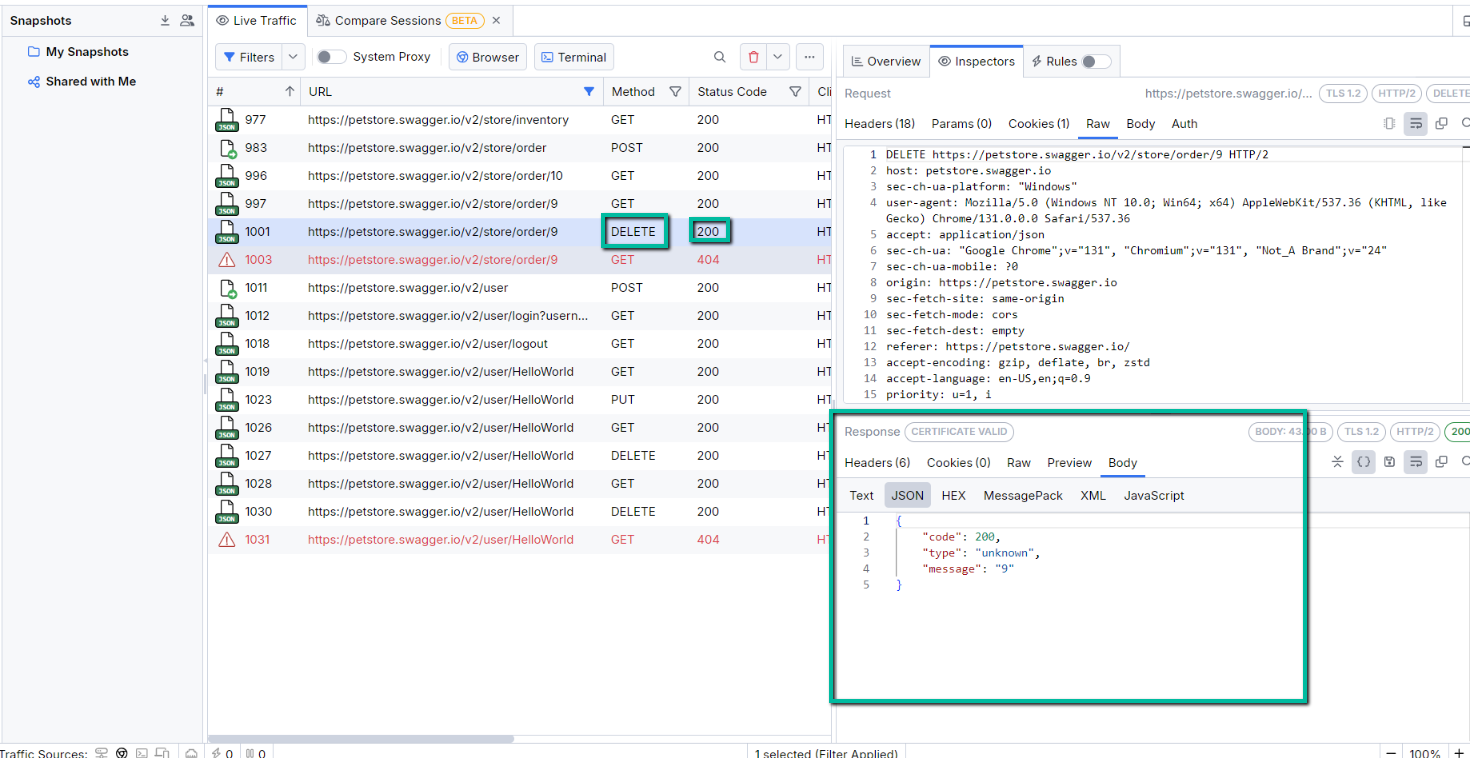 Snapshots
My Snapshots
Shared with Me
Live Traffic
Compare Sessions BETA
Filters System Proxy Browser Terminal ...
# URL Method Status Code Cli
JSON 977 https://petstore.swagger.io/v2/store/inventory GET 200 HT
983 https://petstore.swagger.io/v2/store/order POST 200 HT
JSON 996 https://petstore.swagger.io/v2/store/order/10 GET 200 HT
JSON 997 https://petstore.swagger.io/v2/store/order/9 GET 200 HT
JSON 1001 https://petstore.swagger.io/v2/store/order/9 DELETE 200 HT
1003 https://petstore.swagger.io/v2/store/order/9 GET 404 HT
1011 https://petstore.swagger.io/v2/user POST 200 HT
JSON 1012 https://petstore.swagger.io/v2/user/login?usern... GET 200 HT
JSON 1018 https://petstore.swagger.io/v2/user/logout GET 200 HT
JSON 1019 https://petstore.swagger.io/v2/user/HelloWorld GET 200 HT
JSON 1023 https://petstore.swagger.io/v2/user/HelloWorld PUT 200 HT
JSON 1026 https://petstore.swagger.io/v2/user/HelloWorld GET 200 HT
JSON 1027 https://petstore.swagger.io/v2/user/HelloWorld DELETE 200 HT
JSON 1028 https://petstore.swagger.io/v2/user/HelloWorld GET 200 HT
JSON 1030 https://petstore.swagger.io/v2/user/HelloWorld DELETE 200 HT
1031 https://petstore.swagger.io/v2/user/HelloWorld GET 404 HT
Overview Inspectors Rules
Request https://petstore.swagger.io/... TLS 1.2 HTTP/2 DELETE
Headers (18) Params (0) Cookies (1) Raw Body Auth
1 DELETE https://petstore.swagger.io/v2/store/order/9 HTTP/2
2 host: petstore.swagger.io
3 sec-ch-ua-platform: "Windows"
4 user-agent: Mozilla/5.0 (Windows NT 10.0; Win64; x64) AppleWebKit/537.36 (KHTML, like
Gecko) Chrome/131.0.0.0 Safari/537.36
5 accept: application/json
6 sec-ch-ua: "Google Chrome";v="131", "Chromium";v="131", "Not_A Brand";v="24"
7 sec-ch-ua-mobile: ?0
8 origin: https://petstore.swagger.io
9 sec-fetch-site: same-origin
10 sec-fetch-mode: cors
11 sec-fetch-dest: empty
12 referer: https://petstore.swagger.io/
13 accept-encoding: gzip, deflate, br, zstd
14 accept-language: en-US,en;q=0.9
15 priority: u=1, i
Response CERTIFICATE VALID BODY: 43.00 B TLS 1.2 HTTP/2 200
Headers (6) Cookies (0) Raw Preview Body
Text JSON HEX MessagePack XML JavaScript
1 {
2 "code": 200,
3 "type": "unknown",
4 "message": "9"
5 }
Traffic Sources: 0 0 1 selected (Filter Applied) − 100% +